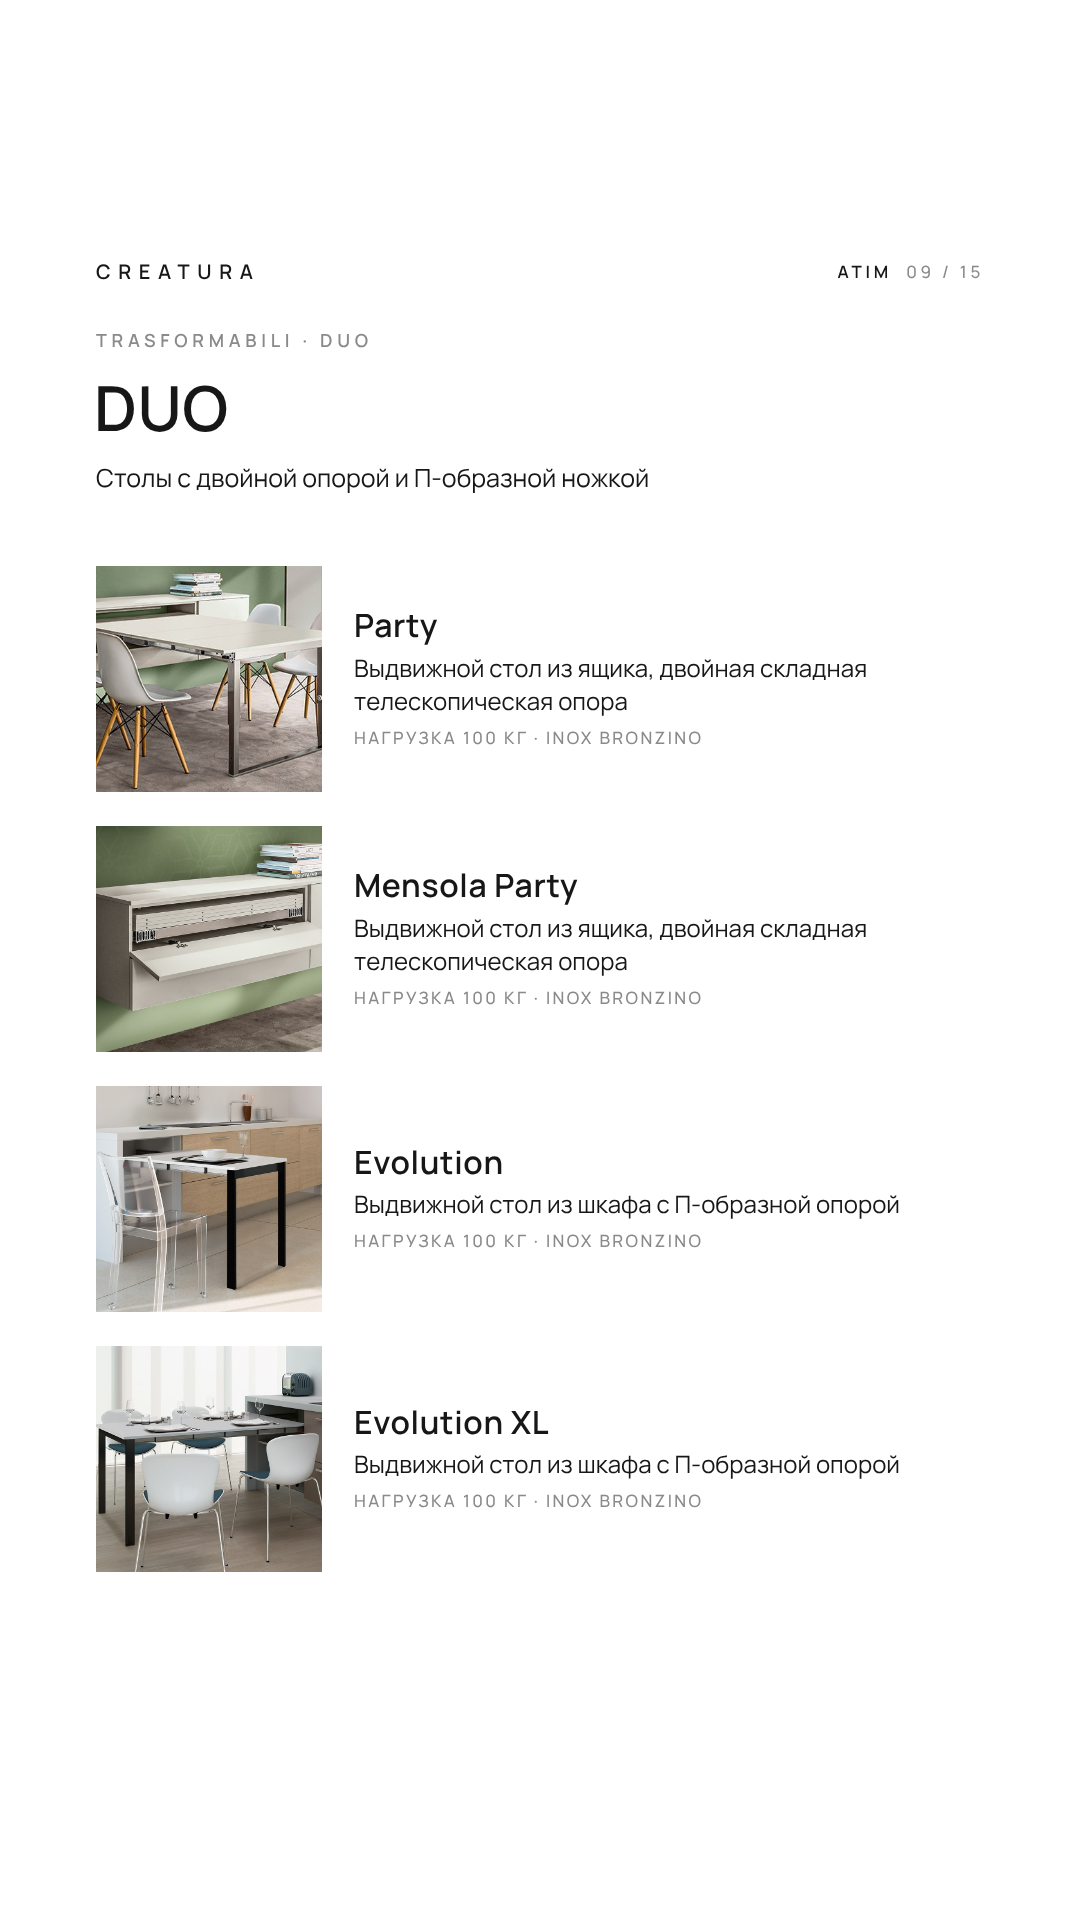 CREATURA
ATIM 09 / 15
TRASFORMABILI · DUO
DUO
Столы с двойной опорой и П-образной ножкой
Party
Выдвижной стол из ящика, двойная складная
телескопическая опора
НАГРУЗКА 100 КГ · INOX BRONZINO
Mensola Party
Выдвижной стол из ящика, двойная складная
телескопическая опора
НАГРУЗКА 100 КГ · INOX BRONZINO
Evolution
Выдвижной стол из шкафа с П-образной опорой
НАГРУЗКА 100 КГ · INOX BRONZINO
Evolution XL
Выдвижной стол из шкафа с П-образной опорой
НАГРУЗКА 100 КГ · INOX BRONZINO